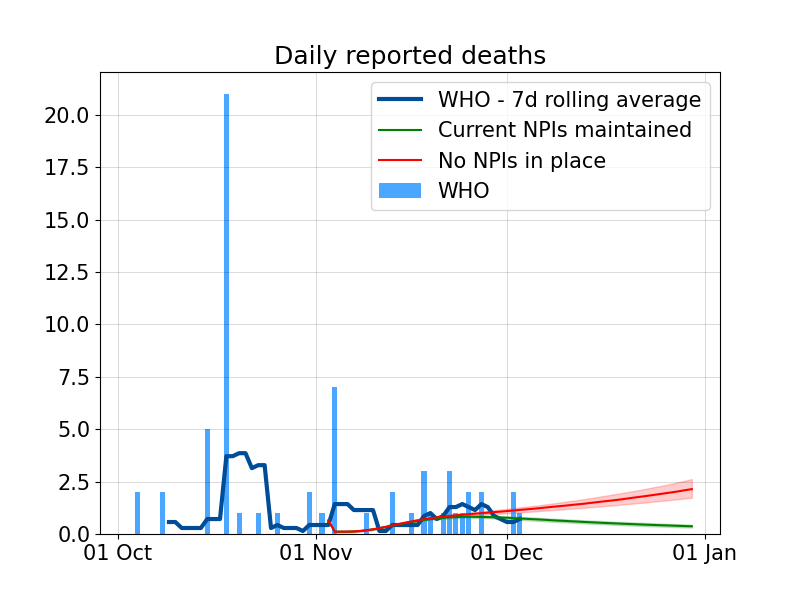 Daily reported deaths
20.0
17.5
15.0
12.5
10.0
7.5
5.0
2.5
0.0
WHO - 7d rolling average
Current NPIs maintained
No NPIs in place
WHO
01 Oct 01 Nov 01 Dec 01 Jan